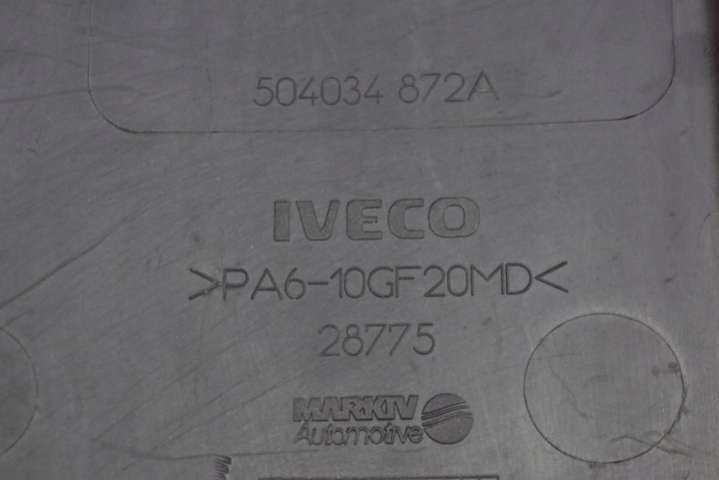 504034 872A
IVECO
>PA6-10GF20MD<
28775
MARKIV
Automotive